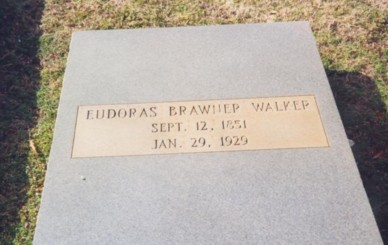 EUDORAS BRAWNER WALKER
SEPT. 12, 1851
JAN. 29, 1929